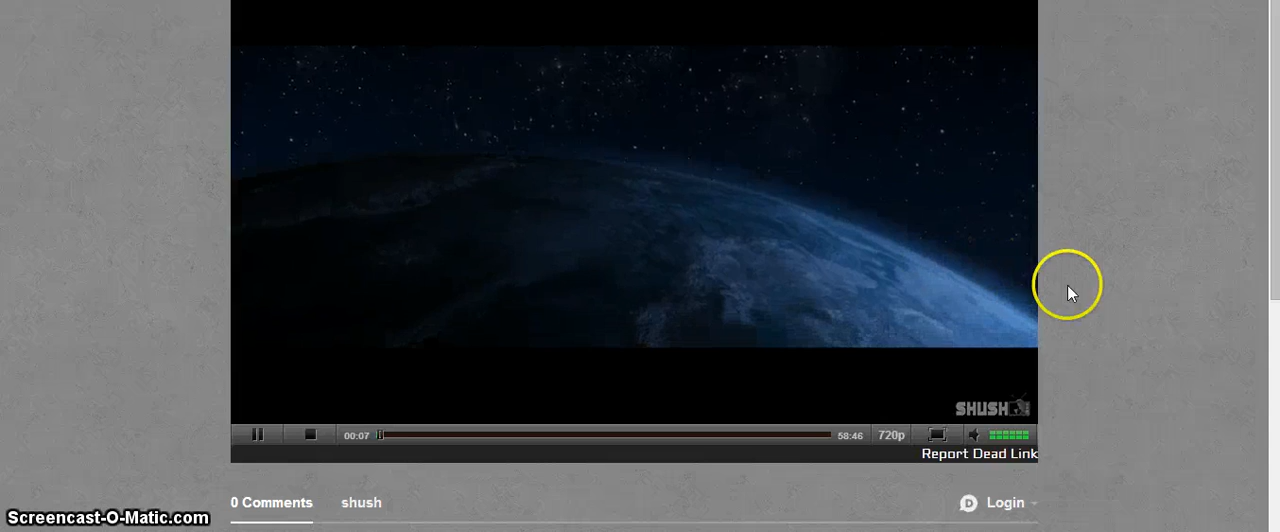 SHUSH
00:07
58:46
720p
Report Dead Link
0 Comments
shush
Login
Screencast-O-Matic.com